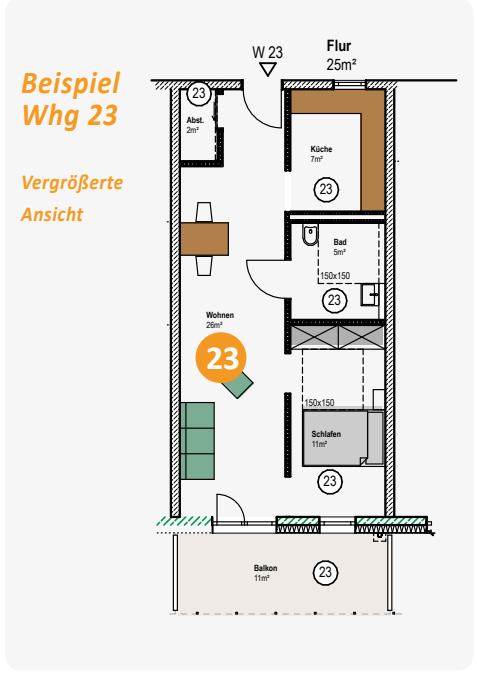 Beispiel
Whg 23
Vergrößerte
Ansicht
W 23
Flur
25m²
23
Abst.
2m²
Küche
7m²
23
Bad
5m²
150x150
23
Wohnen
26m²
23
150x150
Schlafen
11m²
23
Balkon
11m²
23